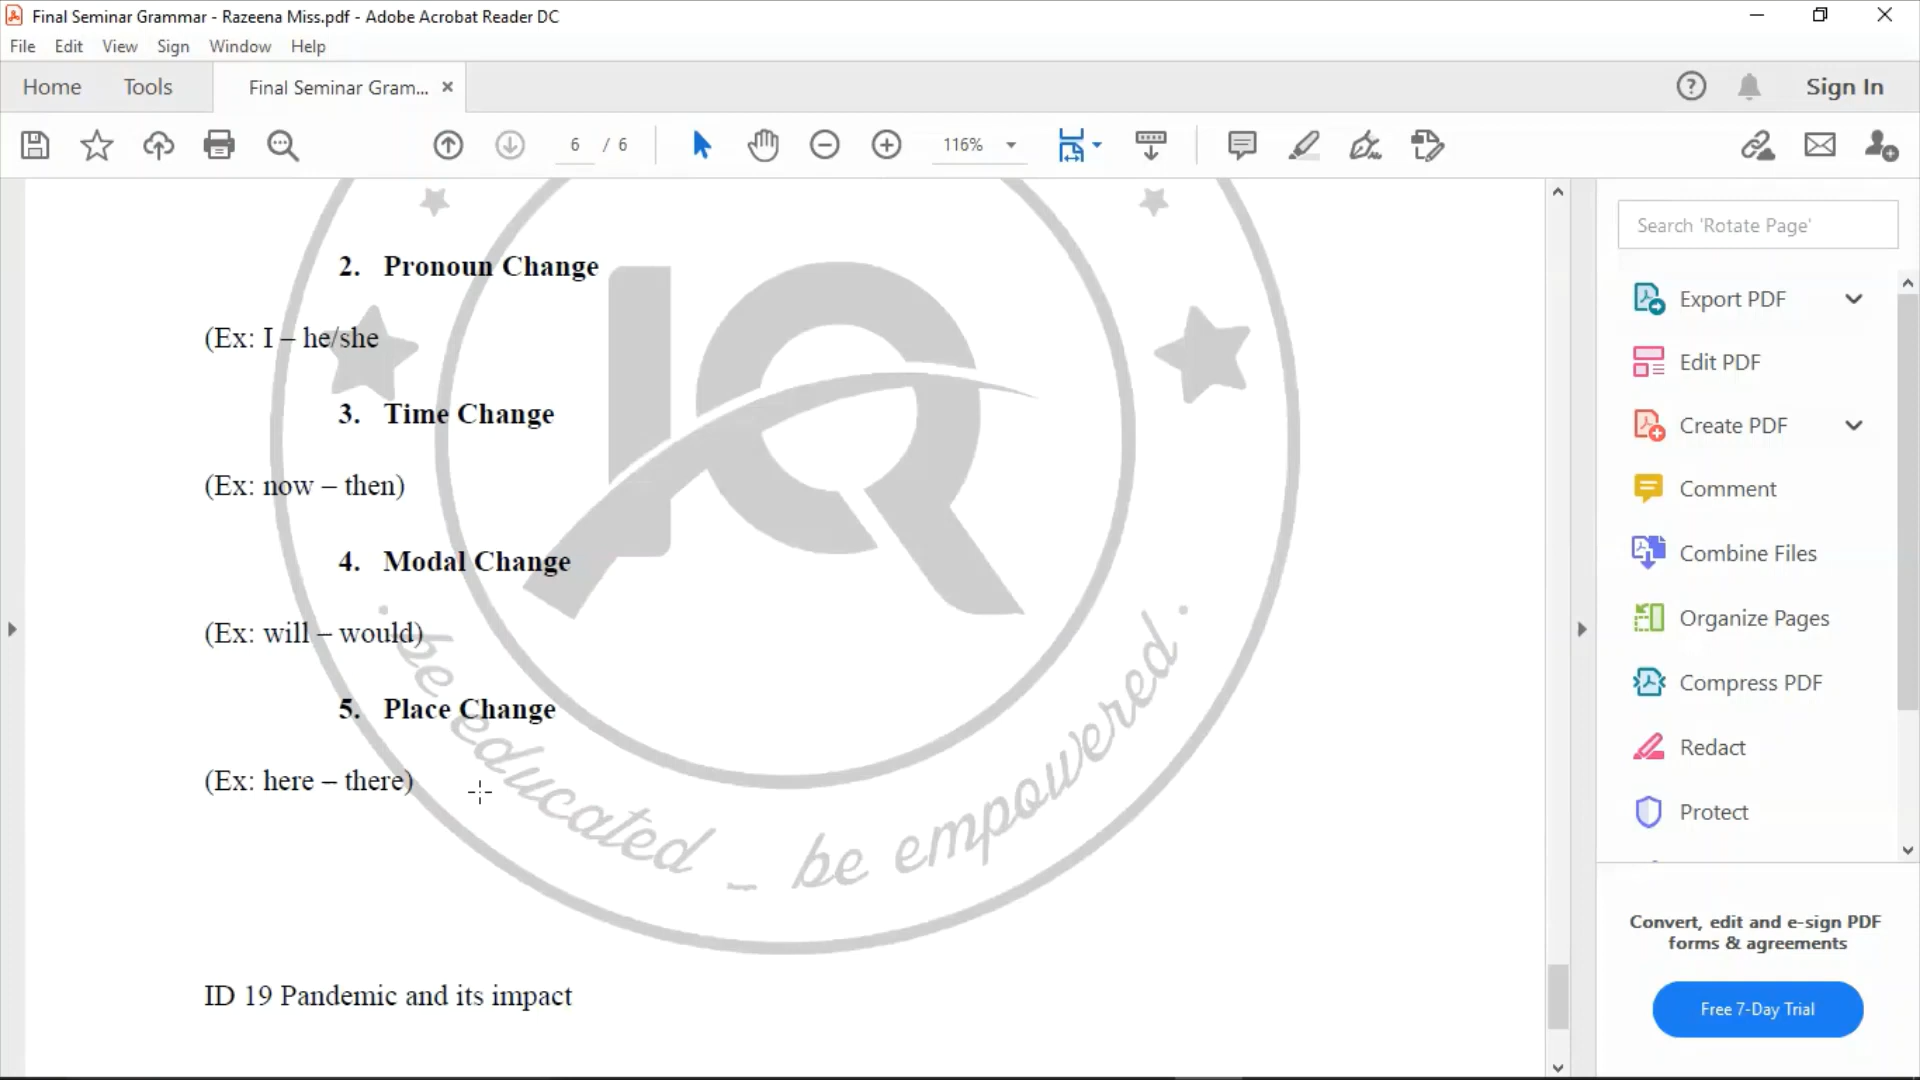 Final Seminar Grammar - Razeena Miss.pdf - Adobe Acrobat Reader DC
File Edit View Sign Window Help
Home Tools Final Seminar Gram... × Sign In
6 / 6 116%
2. Pronoun Change
(Ex: I – he/she
3. Time Change
(Ex: now – then)
4. Modal Change
(Ex: will – would)
5. Place Change
(Ex: here – there)
ID 19 Pandemic and its impact
IQ
· be educated _ be empowered ·
Search 'Rotate Page'
Export PDF
Edit PDF
Create PDF
Comment
Combine Files
Organize Pages
Compress PDF
Redact
Protect
Convert, edit and e-sign PDF
forms & agreements
Free 7-Day Trial